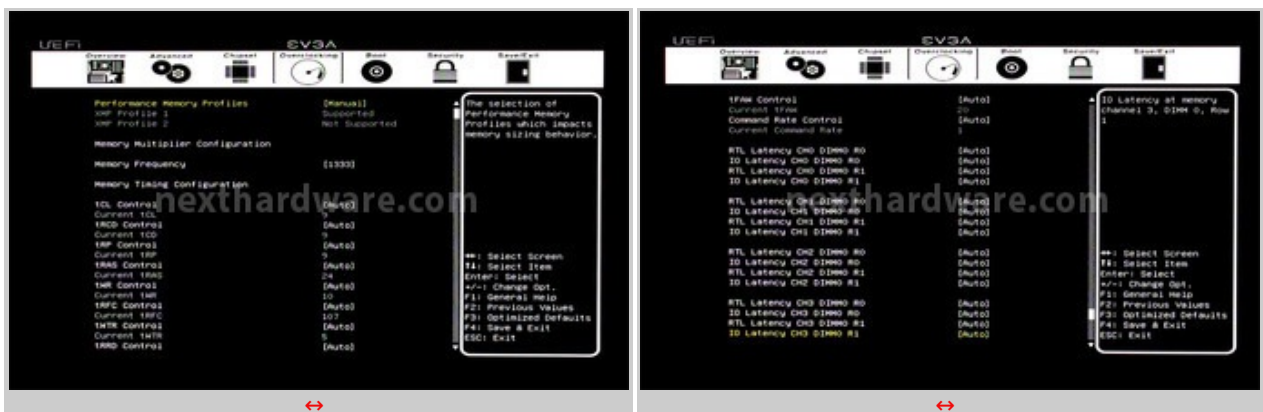 UEFI
EVGA
Overview Advanced Chipset Overclocking Boot Security Save/Exit
Performance Memory Profiles [Manual]
XMP Profile 1 Supported
XMP Profile 2 Not Supported
Memory Multiplier Configuration
Memory Frequency [1333]
Memory Timing Configuration
tCL Control [Auto]
Current tCL 9
tRCD Control [Auto]
Current tCD 9
tRP Control [Auto]
Current tRP 9
tRAS Control [Auto]
Current tRAS 24
tWR Control [Auto]
Current tWR 10
tRFC Control [Auto]
Current tRFC 107
tWTR Control [Auto]
Current tWTR 5
tRRD Control [Auto]
The selection of
Performance Memory
Profiles which impacts
memory sizing behavior.
↔: Select Screen
↑↓: Select Item
Enter: Select
+/-: Change Opt.
F1: General Help
F2: Previous Values
F3: Optimized Defaults
F4: Save & Exit
ESC: Exit
nexthardware.com
UEFI
EVGA
Overview Advanced Chipset Overclocking Boot Security Save/Exit
tFAW Control [Auto]
Current tFAW 20
Command Rate Control [Auto]
Current Command Rate 1
RTL Latency CH0 DIMM0 R0 [Auto]
IO Latency CH0 DIMM0 R0 [Auto]
RTL Latency CH0 DIMM0 R1 [Auto]
IO Latency CH0 DIMM0 R1 [Auto]
RTL Latency CH1 DIMM0 R0 [Auto]
IO Latency CH1 DIMM0 R0 [Auto]
RTL Latency CH1 DIMM0 R1 [Auto]
IO Latency CH1 DIMM0 R1 [Auto]
RTL Latency CH2 DIMM0 R0 [Auto]
IO Latency CH2 DIMM0 R0 [Auto]
RTL Latency CH2 DIMM0 R1 [Auto]
IO Latency CH2 DIMM0 R1 [Auto]
RTL Latency CH3 DIMM0 R0 [Auto]
IO Latency CH3 DIMM0 R0 [Auto]
RTL Latency CH3 DIMM0 R1 [Auto]
IO Latency CH3 DIMM0 R1 [Auto]
IO Latency at memory
channel 3, DIMM 0, Row
1
↔: Select Screen
↑↓: Select Item
Enter: Select
+/-: Change Opt.
F1: General Help
F2: Previous Values
F3: Optimized Defaults
F4: Save & Exit
ESC: Exit
nexthardware.com